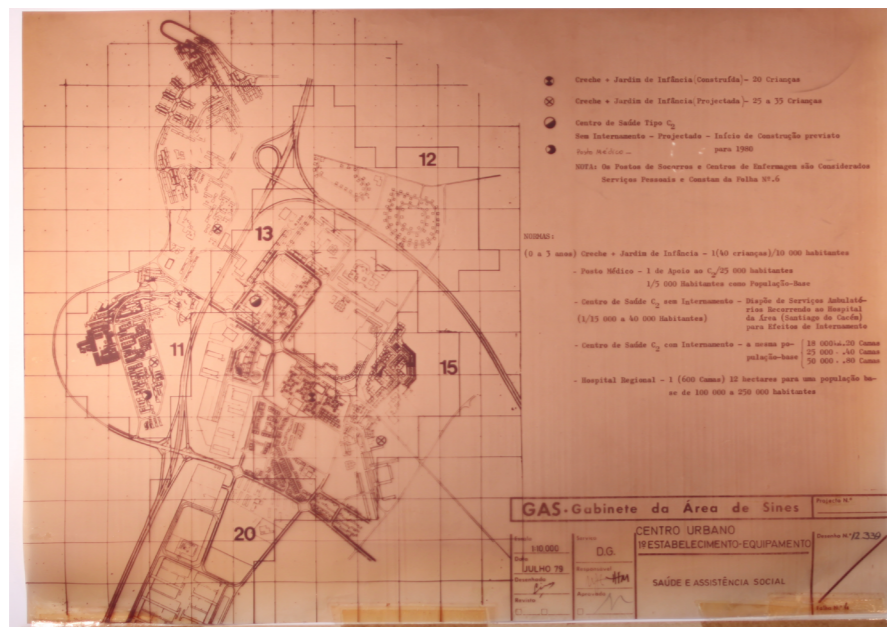 12
13
11
15
20
Creche + Jardim de Infância (Construída) - 20 Crianças
Creche + Jardim de Infância (Projectada) - 25 a 35 Crianças
Centro de Saúde Tipo C2
Sem Internamento - Projectada - Início de Construção prevista
para 1980
Posto Médico -
NOTA: Os Postos de Socorros e Centros de Enfermagem são Considerados
Serviços Pessoais e Constam da Folha Nº.6
NORMAS:
(0 a 3 anos) Creche + Jardim de Infância - 1(40 crianças)/10 000 habitantes
- Posto Médico - 1 de Apoio ao C2/25 000 habitantes
1/5 000 Habitantes como População-Base
- Centro de Saúde C2 sem Internamento - Dispõe de Serviços Ambulató-
rios Recorrendo ao Hospital
(1/25 000 a 40 000 Habitantes) da Área (Santiago do Cacém)
para Efeitos de Internamento
- Centro de Saúde C2 com Internamento - a mesma po-
pulação-base
18 000 20 Camas
25 000 . 40 Camas
50 000 . 80 Camas
- Hospital Regional - 1 (600 Camas) 12 Hectares para uma população ba-
se de 100 000 a 250 000 habitantes
GAS - Gabinete da Área de Sines
Projecto N.º
Escala
1:10.000
Data
JULHO 79
Desenhado
Revisto
Serviço
D.G.
Responsável
Aprovado
CENTRO URBANO
1º ESTABELECIMENTO-EQUIPAMENTO
SAÚDE E ASSISTÊNCIA SOCIAL
Desenho N.º 12.339
Folha N.º 4